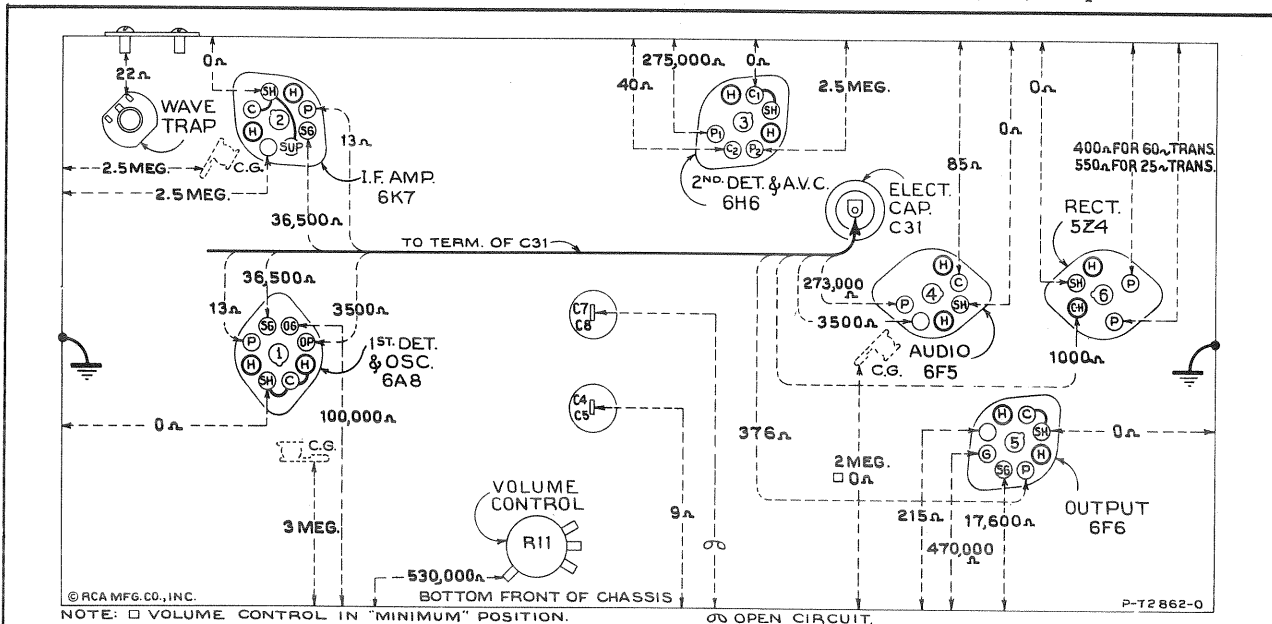 22Ω
0Ω
WAVE
TRAP
SH
H
C
2
P
H
SG
SUP
13Ω
2.5 MEG.
C.G.
2.5 MEG.
I.F. AMP.
6K7
36,500Ω
275,000Ω
40Ω
0Ω
2.5 MEG.
H
C1
SH
3
P1
H
C2
P2
2ND. DET. & A.V.C.
6H6
ELECT.
CAP.
C31
85Ω
0Ω
0Ω
400Ω FOR 60~ TRANS.
550Ω FOR 25~ TRANS.
RECT.
5Z4
TO TERM. OF C31
36,500Ω
13Ω
3500Ω
SG
OG
P
1
OP
H
H
SH
C
1ST. DET.
& OSC.
6A8
0Ω
100,000Ω
C.G.
3 MEG.
C7
C8
C4
C5
273,000
Ω
3500Ω
H
C
P
4
SH
H
AUDIO
6F5
C.G.
H
SH
6
P
C-H
P
1000Ω
376Ω
2 MEG.
□ 0Ω
H
C
SH
5
G
H
SG
P
0Ω
OUTPUT
6F6
215Ω
17,600Ω
470,000
Ω
9Ω
VOLUME
CONTROL
R11
530,000Ω
© RCA MFG. CO., INC.
BOTTOM FRONT OF CHASSIS
P-T2862-0
NOTE: □ VOLUME CONTROL IN "MINIMUM" POSITION.
OPEN CIRCUIT.